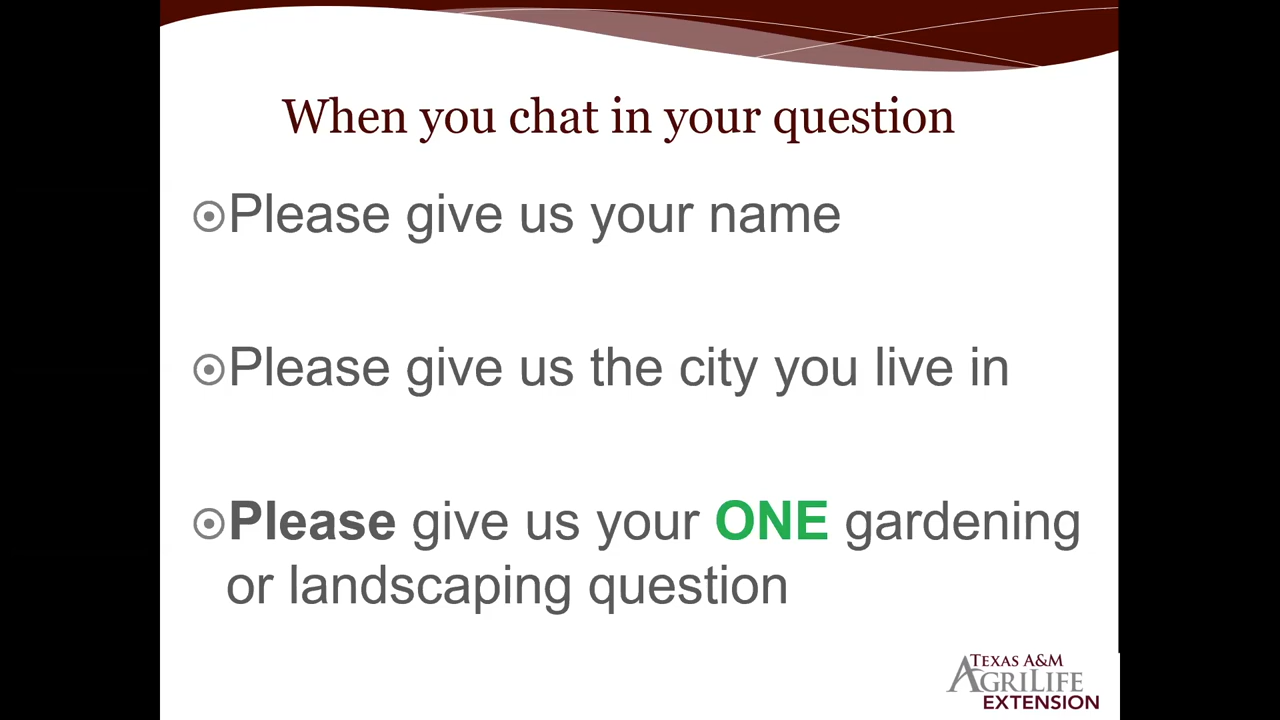 When you chat in your question
Please give us your name
Please give us the city you live in
Please give us your ONE gardening
or landscaping question
TEXAS A&M
AGRILIFE
EXTENSION